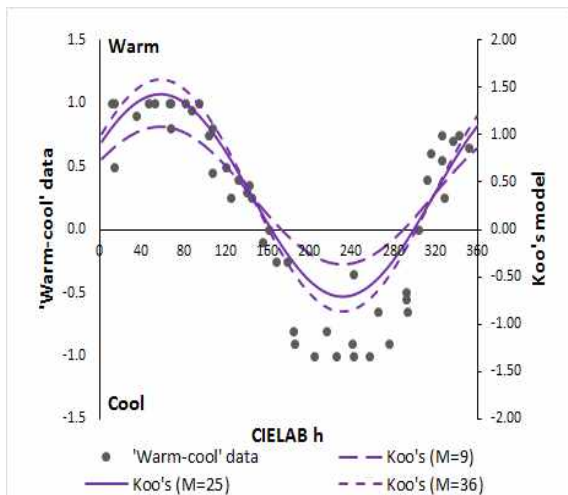 Warm
Cool
'Warm-cool' data
1.5
1.0
0.5
0.0
-0.5
-1.0
-1.5
0 40 80 120 160 200 240 280 320 360
2.00
1.50
1.00
0.50
0.00
-0.50
-1.00
-1.50
-2.00
Koo's model
CIELAB h
'Warm-cool' data
Koo's (M=9)
Koo's (M=25)
Koo's (M=36)